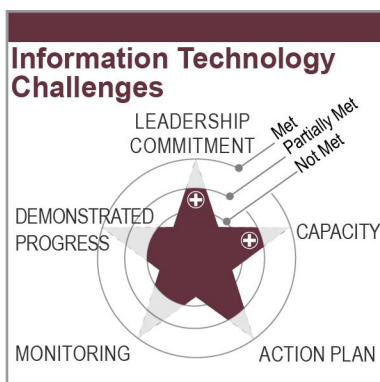 Information Technology
Challenges
LEADERSHIP
COMMITMENT
Met
Partially Met
Not Met
DEMONSTRATED
PROGRESS
CAPACITY
MONITORING
ACTION PLAN